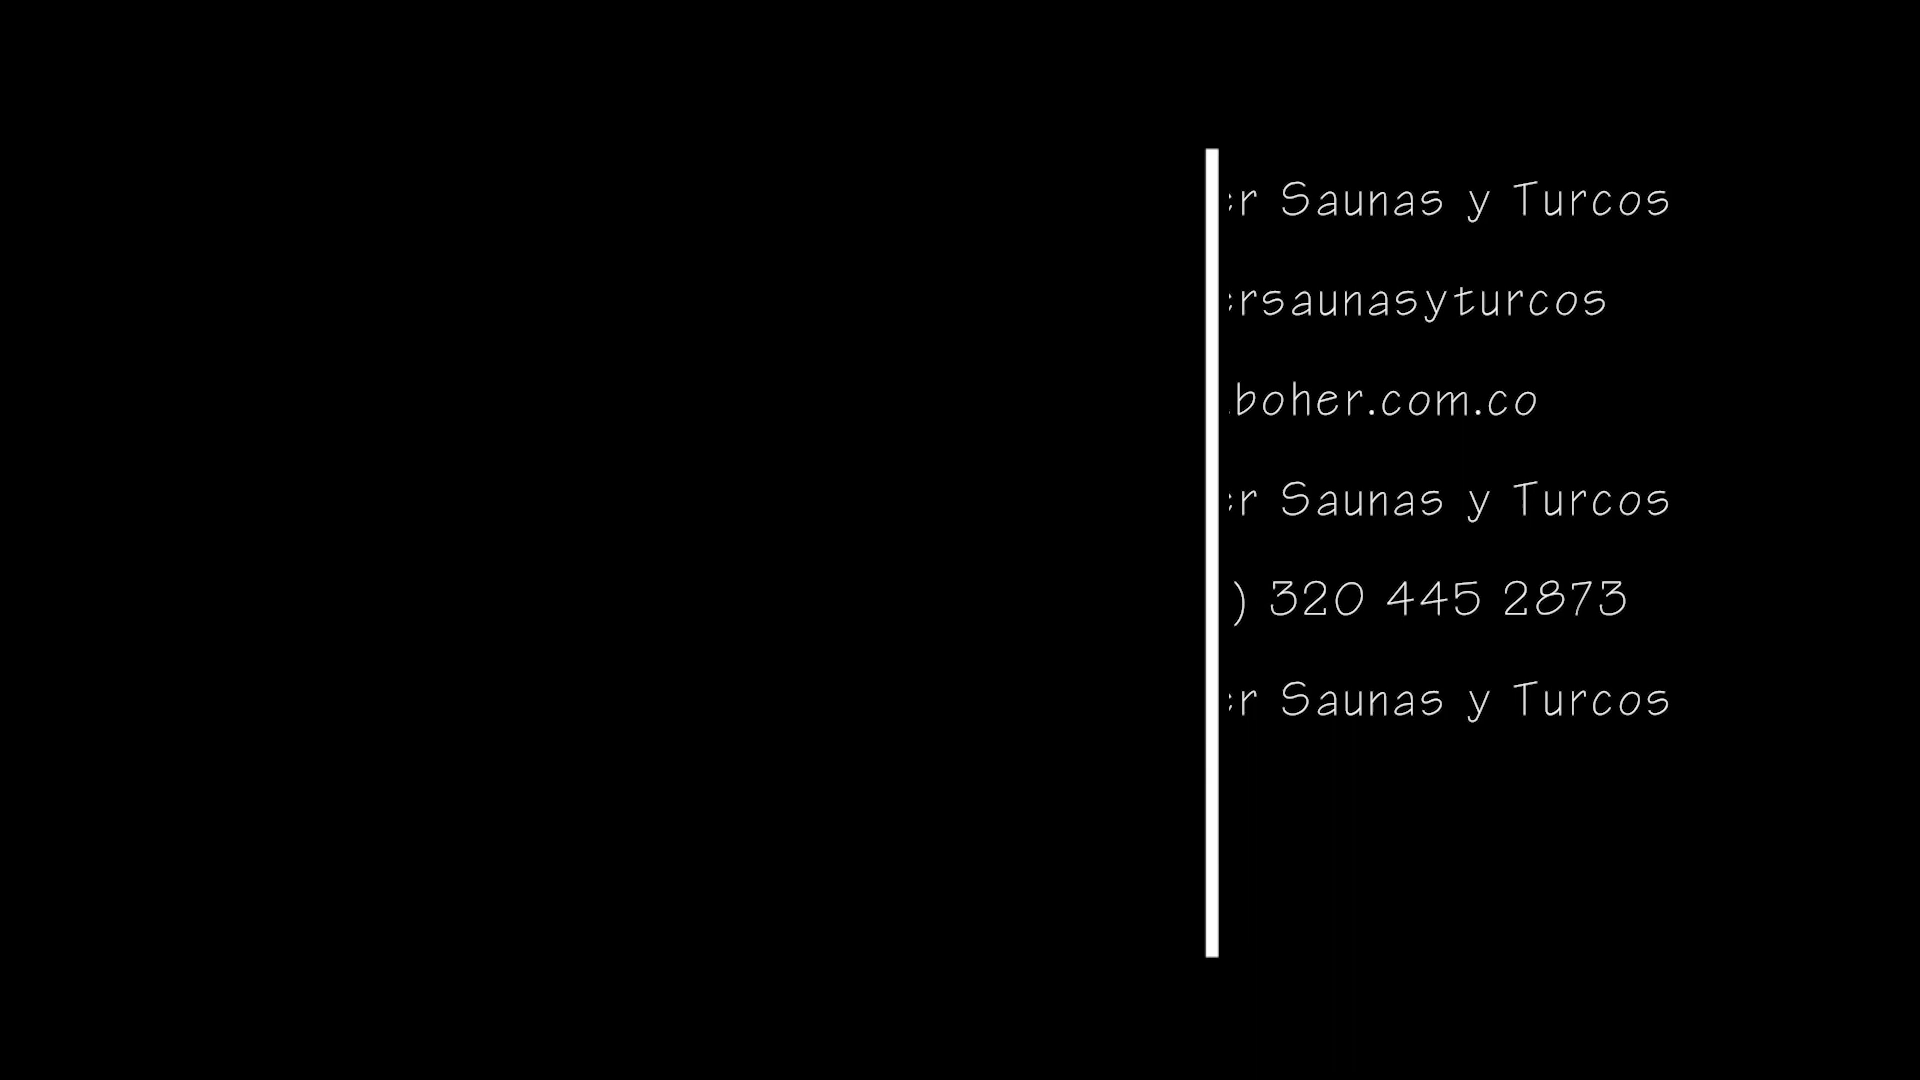 r Saunas y Turcos
rsaunasyturcos
.boher.com.co
r Saunas y Turcos
) 320 445 2873
r Saunas y Turcos